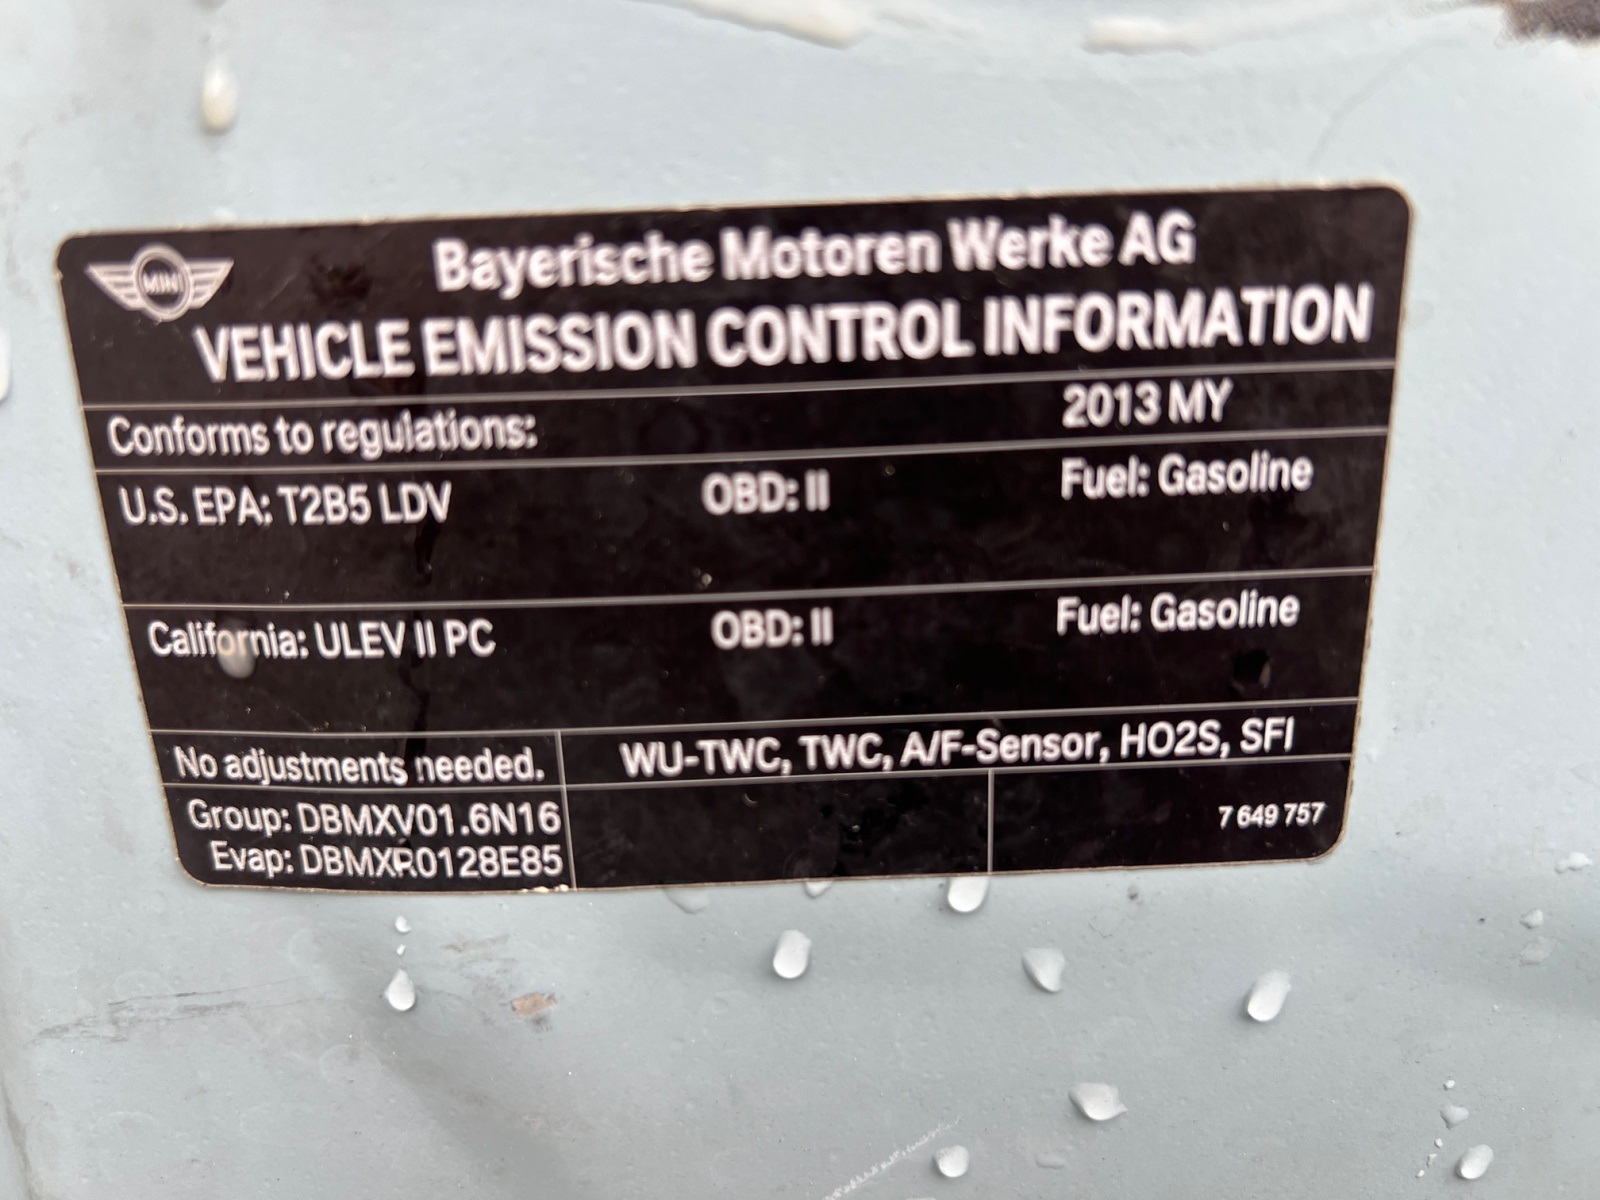 MINI
Bayerische Motoren Werke AG
VEHICLE EMISSION CONTROL INFORMATION
Conforms to regulations: 2013 MY
U.S. EPA: T2B5 LDV OBD: II Fuel: Gasoline
California: ULEV II PC OBD: II Fuel: Gasoline
No adjustments needed. WU-TWC, TWC, A/F-Sensor, HO2S, SFI
Group: DBMXV01.6N16 7 649 757
Evap: DBMXR0128E85